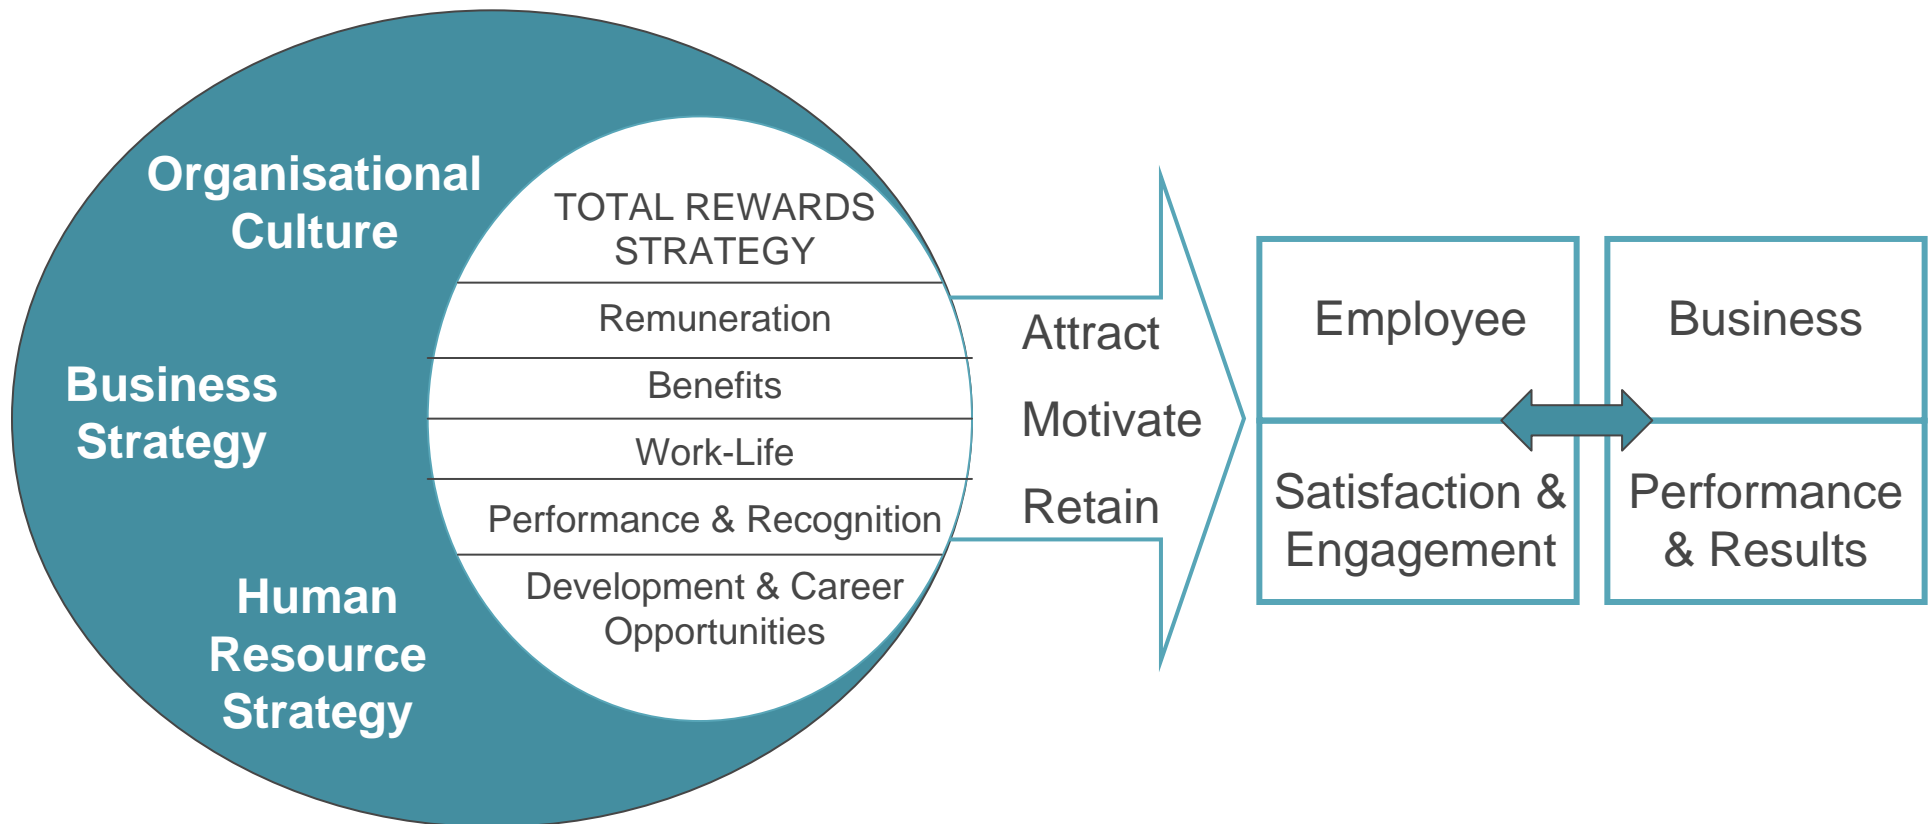 Organisational
Culture
Business
Strategy
Human
Resource
Strategy
TOTAL REWARDS
STRATEGY
Remuneration
Benefits
Work-Life
Performance & Recognition
Development & Career
Opportunities
Attract
Motivate
Retain
Employee
Satisfaction &
Engagement
Business
Performance
& Results